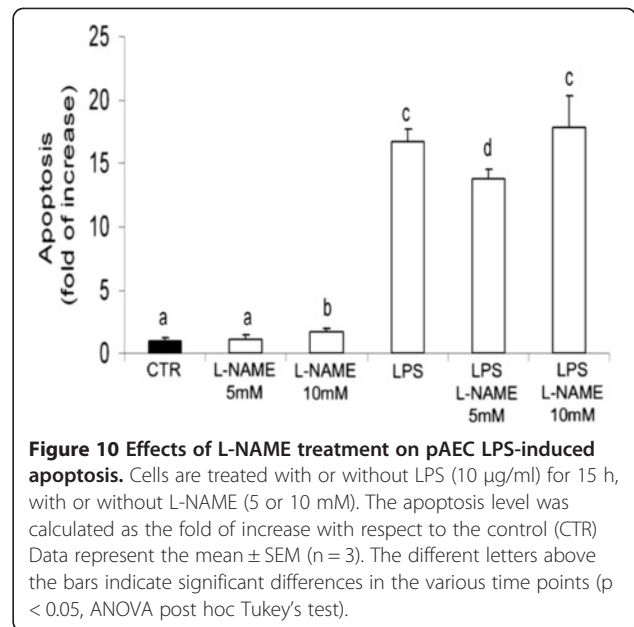 25
20
15
10
5
0
Apoptosis
(fold of increase)
a
a
b
c
d
c
CTR
L-NAME
5mM
L-NAME
10mM
LPS
LPS
L-NAME
5mM
LPS
L-NAME
10mM
Figure 10 Effects of L-NAME treatment on pAEC LPS-induced
apoptosis. Cells are treated with or without LPS (10 μg/ml) for 15 h,
with or without L-NAME (5 or 10 mM). The apoptosis level was
calculated as the fold of increase with respect to the control (CTR)
Data represent the mean ± SEM (n = 3). The different letters above
the bars indicate significant differences in the various time points (p
< 0.05, ANOVA post hoc Tukey's test).